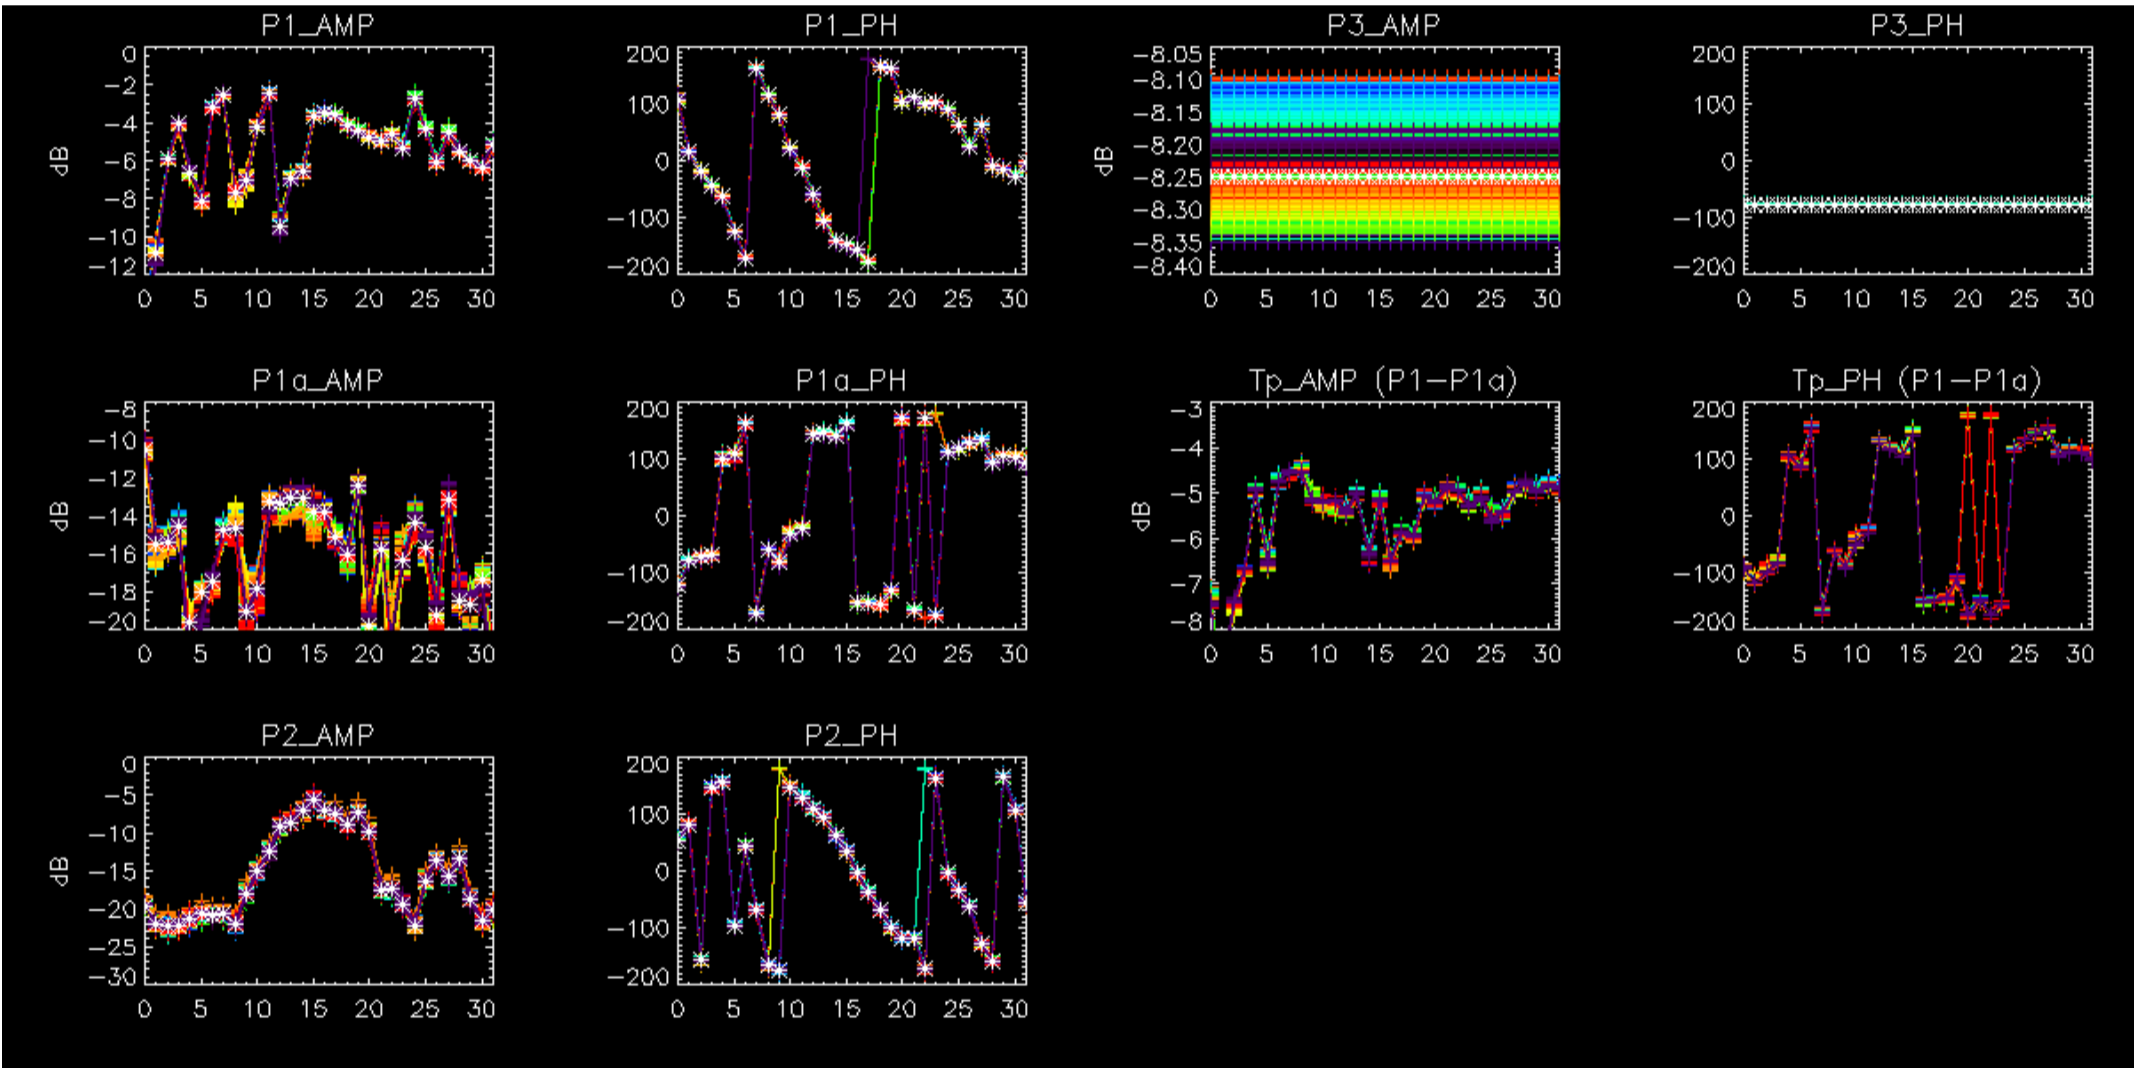 P1_AMP
0
-2
-4
-6
-8
-10
-12
dB
0 5 10 15 20 25 30
P1_PH
200
100
0
-100
-200
0 5 10 15 20 25 30
P3_AMP
-8.05
-8.10
-8.15
-8.20
-8.25
-8.30
-8.35
-8.40
dB
0 5 10 15 20 25 30
P3_PH
200
100
0
-100
-200
0 5 10 15 20 25 30
P1a_AMP
-8
-10
-12
-14
-16
-18
-20
dB
0 5 10 15 20 25 30
P1a_PH
200
100
0
-100
-200
0 5 10 15 20 25 30
Tp_AMP (P1-P1a)
-3
-4
-5
-6
-7
-8
dB
0 5 10 15 20 25 30
Tp_PH (P1-P1a)
200
100
0
-100
-200
0 5 10 15 20 25 30
P2_AMP
0
-5
-10
-15
-20
-25
-30
dB
0 5 10 15 20 25 30
P2_PH
200
100
0
-100
-200
0 5 10 15 20 25 30